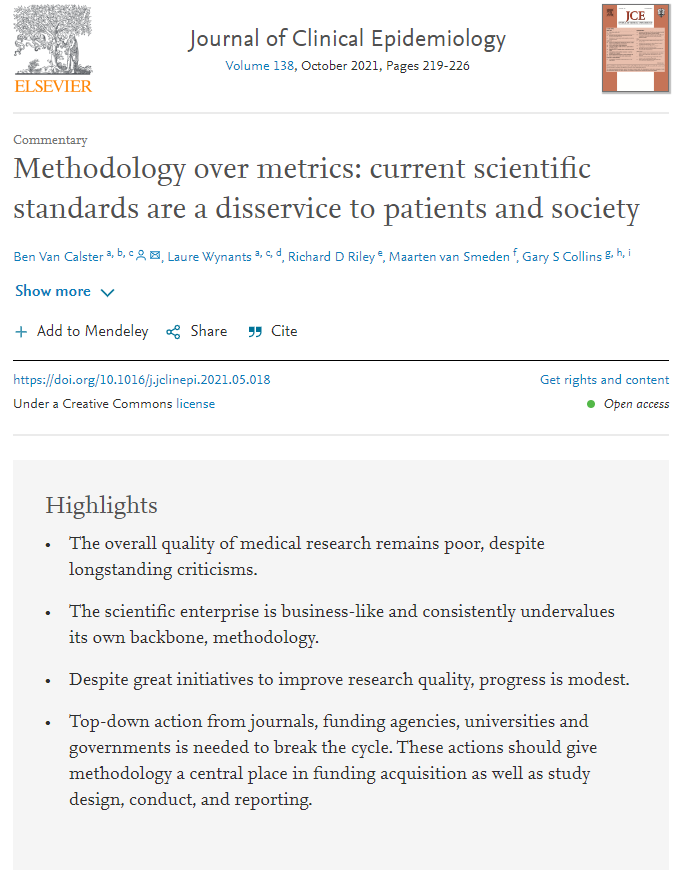 ELSEVIER
Journal of Clinical Epidemiology
Volume 138, October 2021, Pages 219-226
JCE
Commentary
Methodology over metrics: current scientific
standards are a disservice to patients and society
Ben Van Calster a, b, c, Laure Wynants a, c, d, Richard D Riley e, Maarten van Smeden f, Gary S Collins g, h, i
Show more
+ Add to Mendeley Share Cite
https://doi.org/10.1016/j.jclinepi.2021.05.018 Get rights and content
Under a Creative Commons license ● Open access
Highlights
• The overall quality of medical research remains poor, despite
longstanding criticisms.
• The scientific enterprise is business-like and consistently undervalues
its own backbone, methodology.
• Despite great initiatives to improve research quality, progress is modest.
• Top-down action from journals, funding agencies, universities and
governments is needed to break the cycle. These actions should give
methodology a central place in funding acquisition as well as study
design, conduct, and reporting.